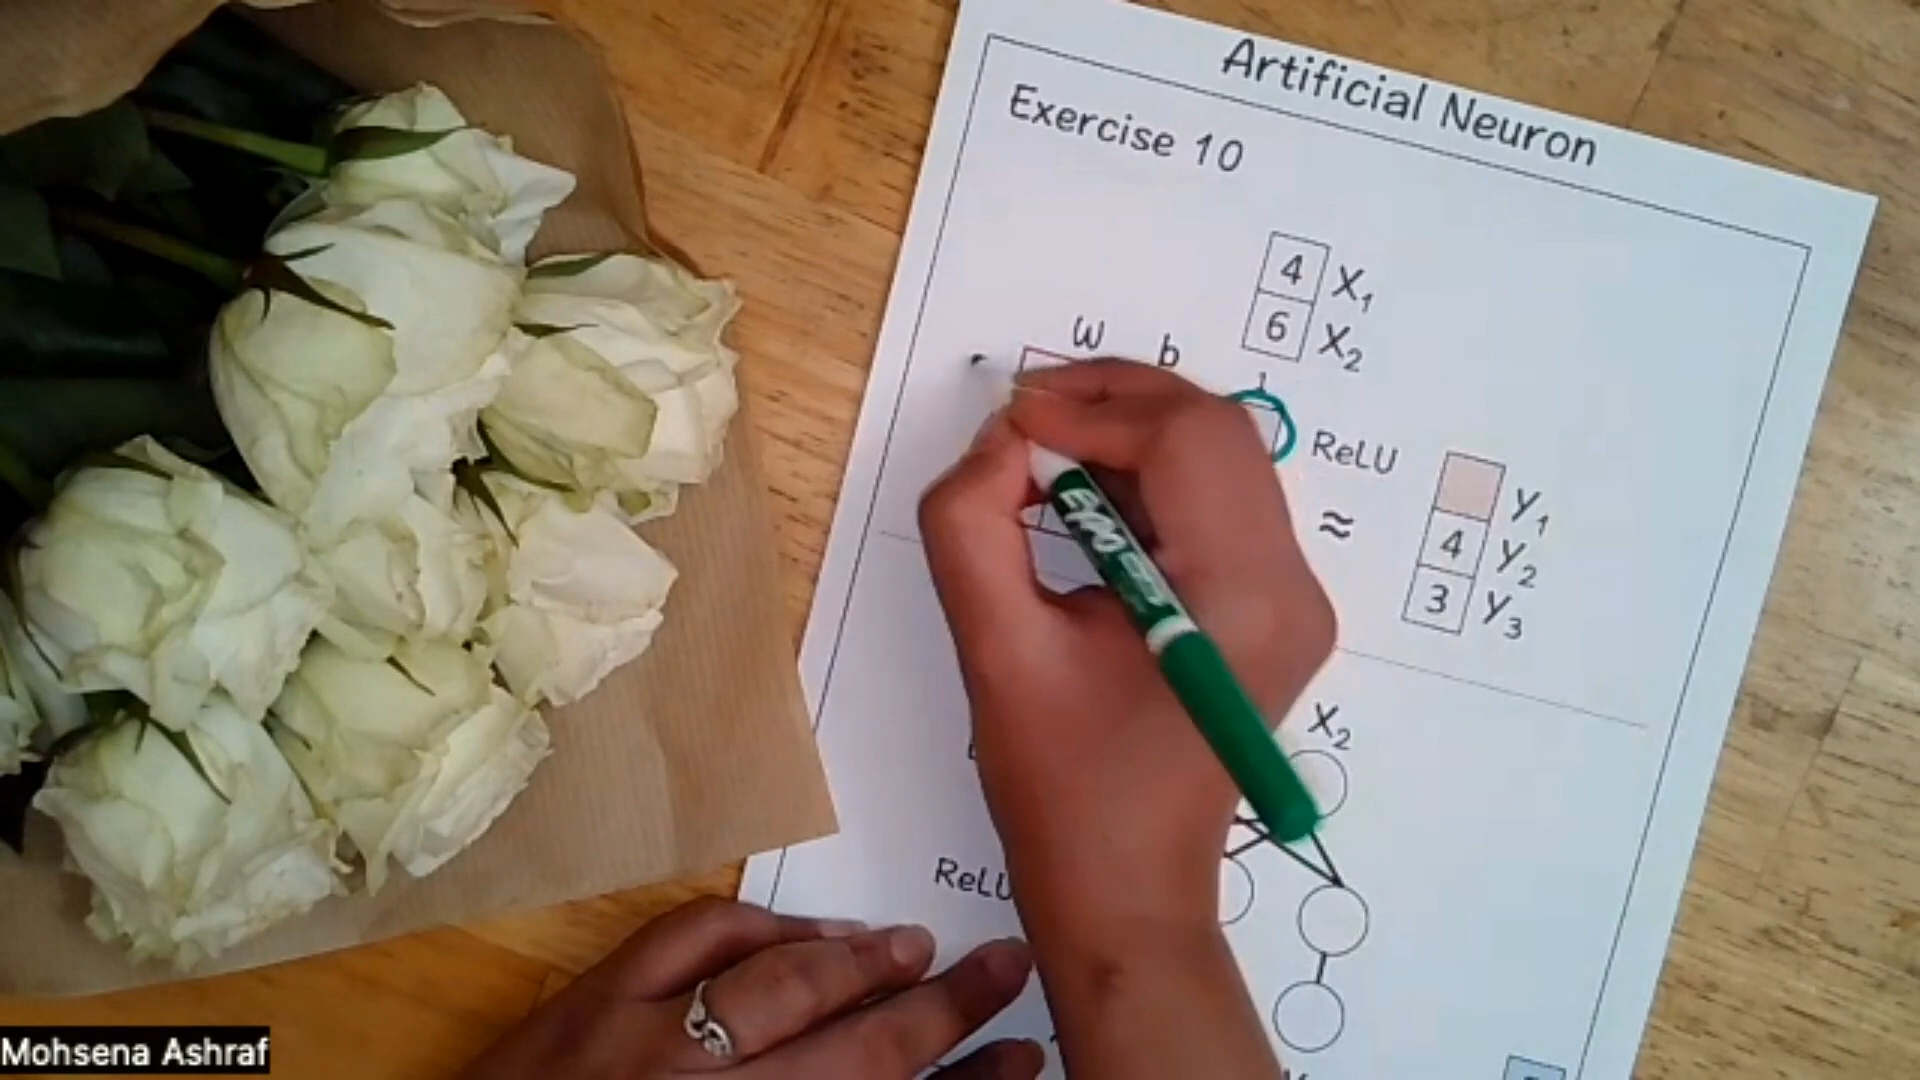 Artificial Neuron
Exercise 10
4 X₁
6 X₂
W b
1
ReLU
≈
Y₁
4 Y₂
3 Y₃
EXPO
X₂
ReLU
Mohsena Ashraf